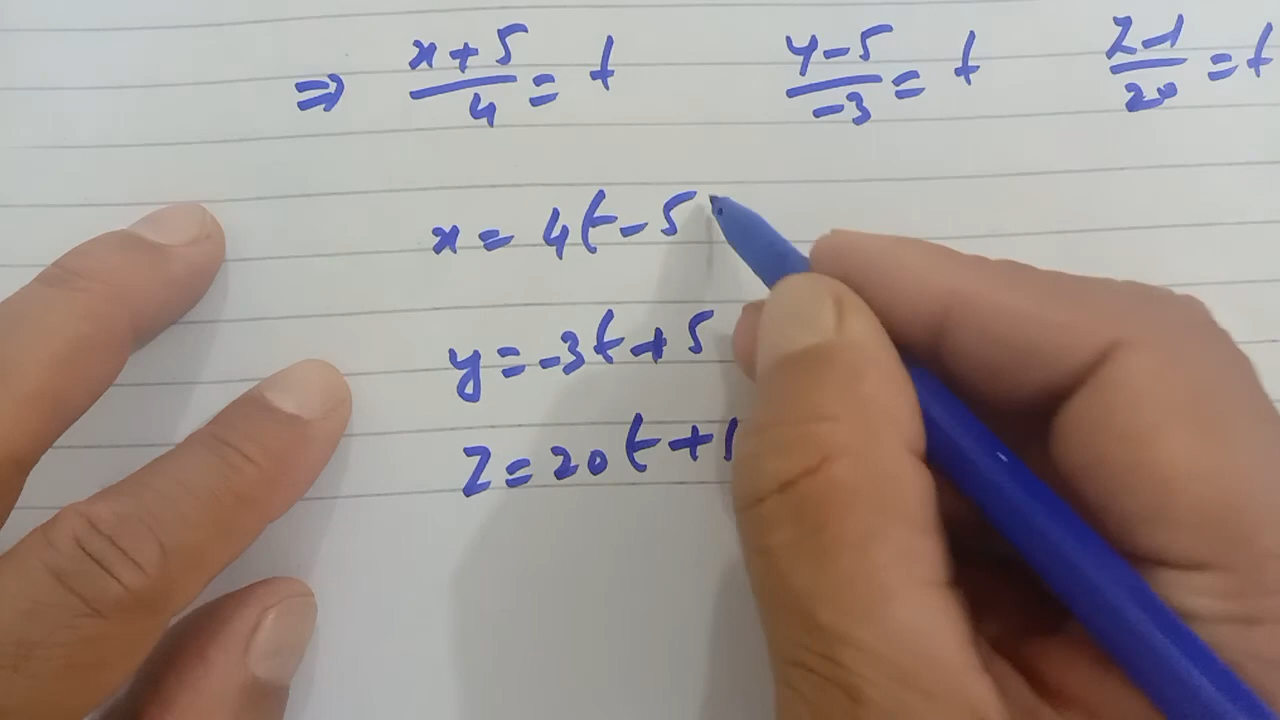 ⇒ x+5/4 = t y-5/-3 = t z-1/20 = t
x = 4t - 5
y = -3t + 5
z = 20t + 1